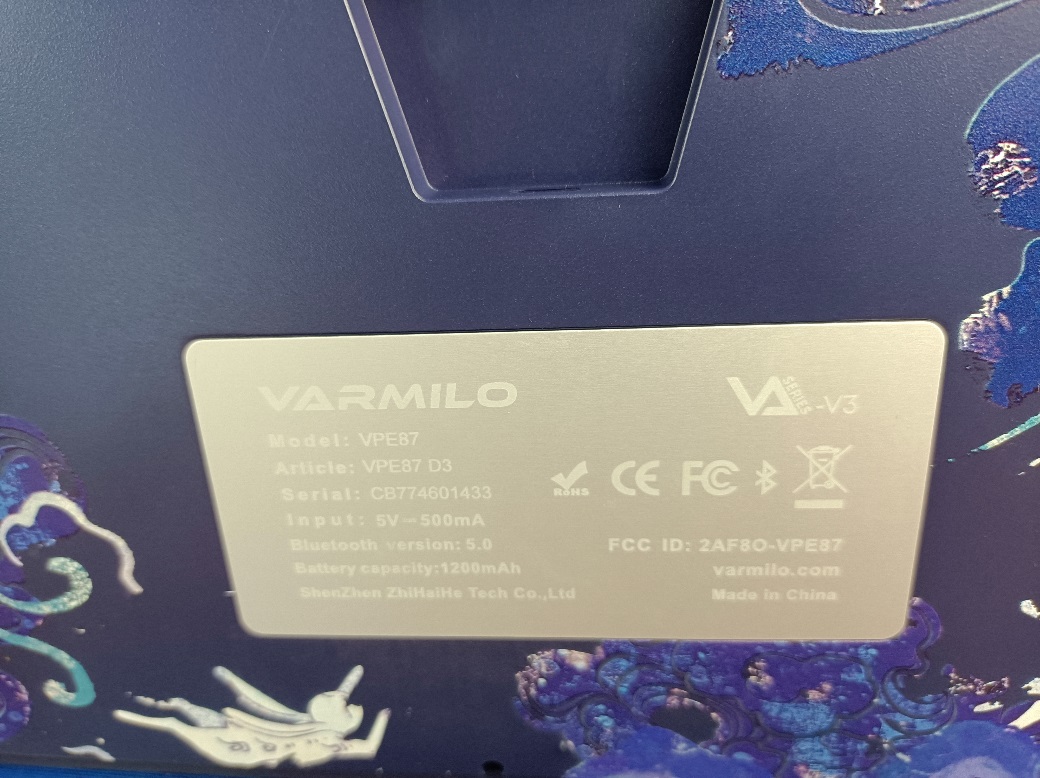 VARMILO
VA SERIES -V3
Model: VPE87
Article: VPE87 D3
Serial: CB774601433
Input: 5V⎓500mA
Bluetooth version: 5.0
Battery capacity:1200mAh
ShenZhen ZhiHaiHe Tech Co.,Ltd
RoHS CE FC
FCC ID: 2AF8O-VPE87
varmilo.com
Made in China